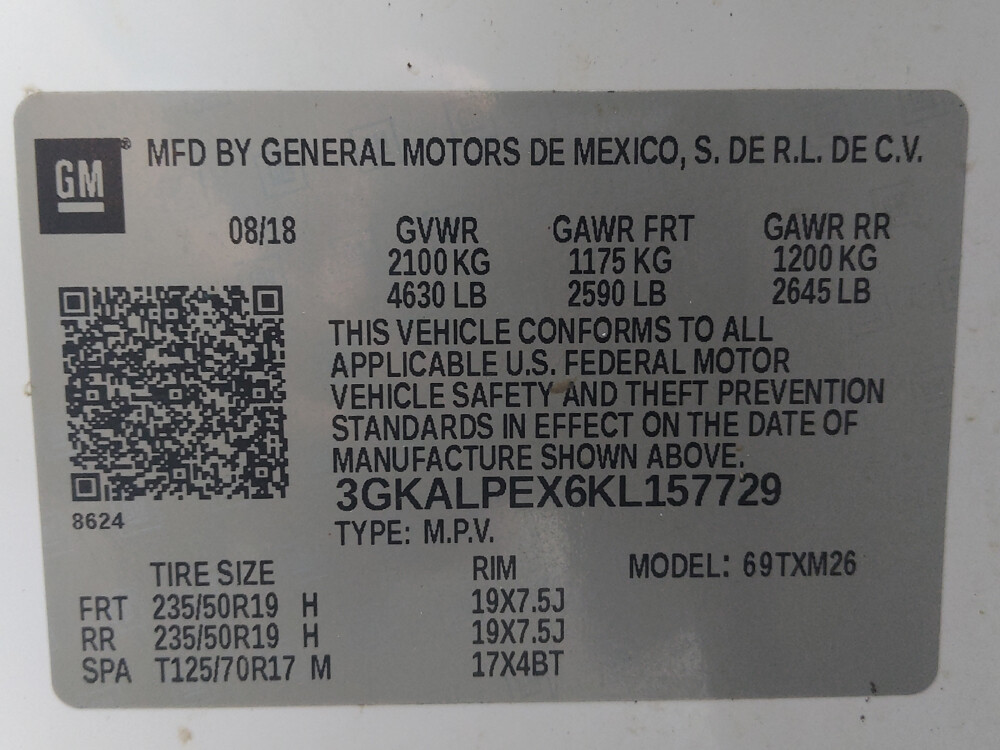 GM® MFD BY GENERAL MOTORS DE MEXICO, S. DE R.L. DE C.V.
08/18 GVWR GAWR FRT GAWR RR
2100 KG 1175 KG 1200 KG
4630 LB 2590 LB 2645 LB
THIS VEHICLE CONFORMS TO ALL
APPLICABLE U.S. FEDERAL MOTOR
VEHICLE SAFETY AND THEFT PREVENTION
STANDARDS IN EFFECT ON THE DATE OF
MANUFACTURE SHOWN ABOVE.
3GKALPEX6KL157729
8624
TYPE: M.P.V.
TIRE SIZE RIM MODEL: 69TXM26
FRT 235/50R19 H 19X7.5J
RR 235/50R19 H 19X7.5J
SPA T125/70R17 M 17X4BT